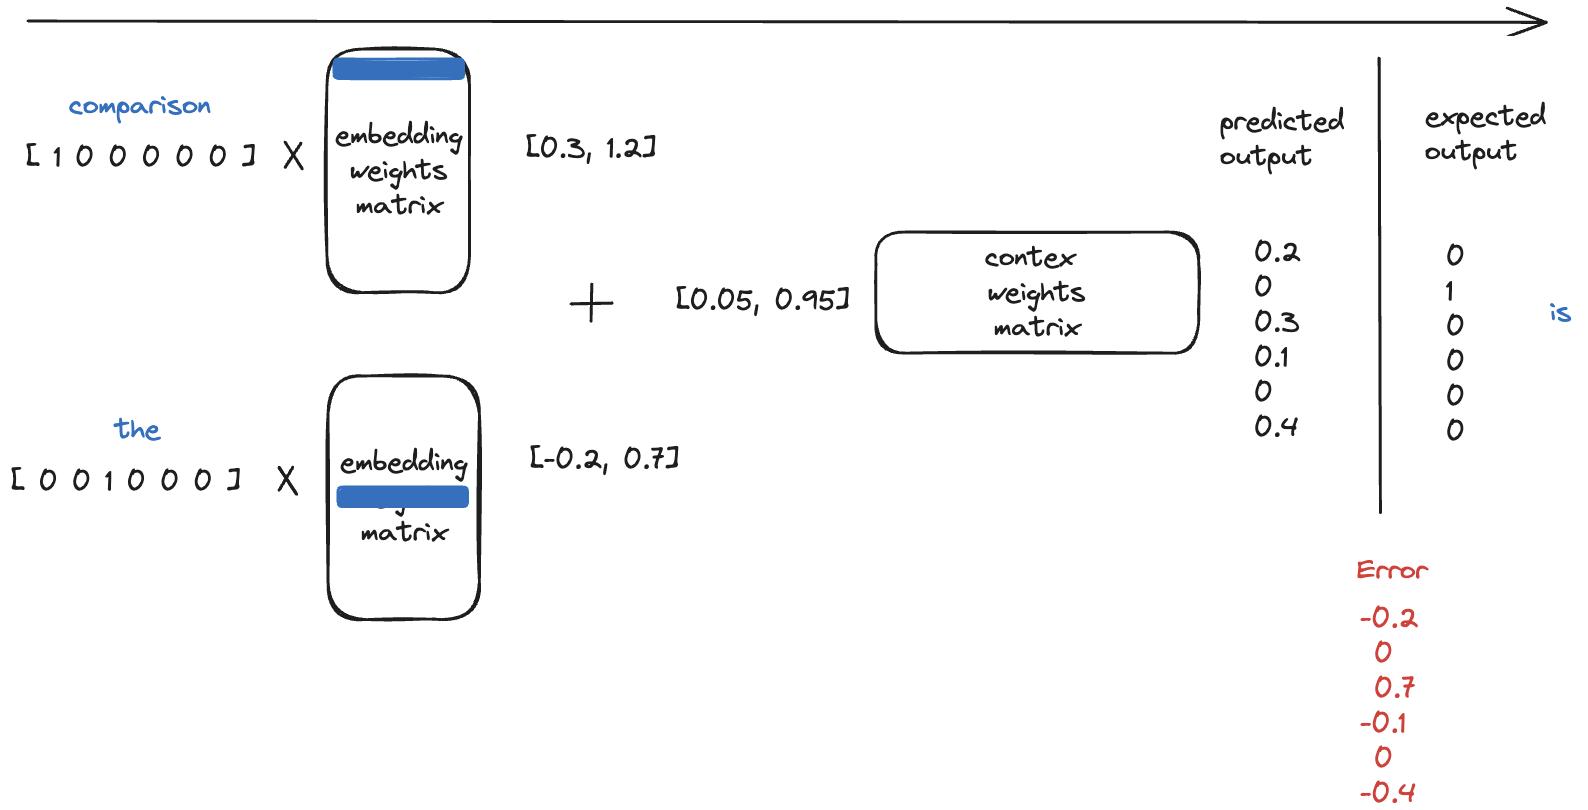 comparison
[ 1 0 0 0 0 0 ] X
embedding
weights
matrix
[0.3, 1.2]
predicted
output
expected
output
contex
weights
matrix
+
[0.05, 0.95]
0.2
0
0.3
0.1
0
0.4
0
1
0
0
0
0
is
the
[ 0 0 1 0 0 0 ] X
embedding
matrix
[-0.2, 0.7]
Error
-0.2
0
0.7
-0.1
0
-0.4